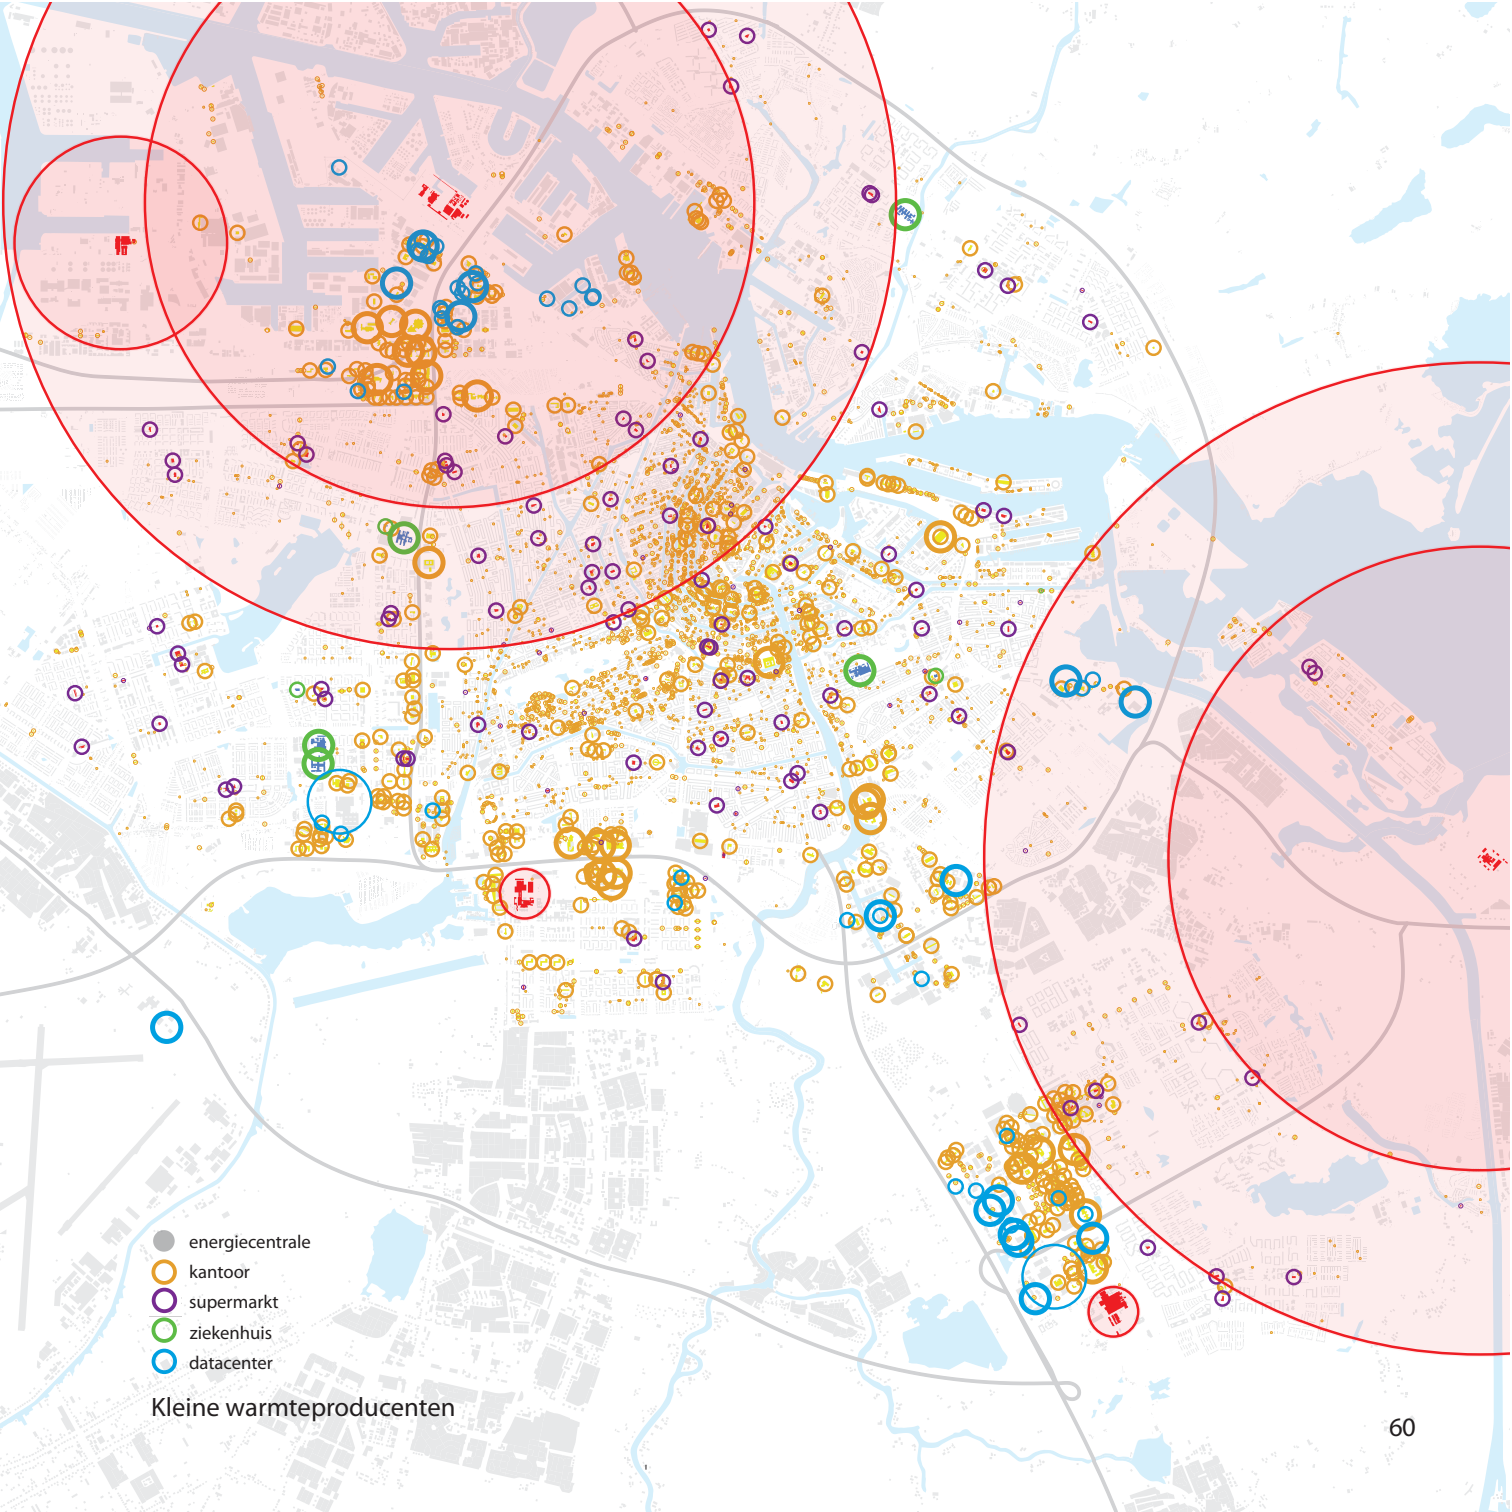 energiecentrale
kantoor
supermarkt
ziekenhuis
datacenter
Kleine warmteproducenten
60